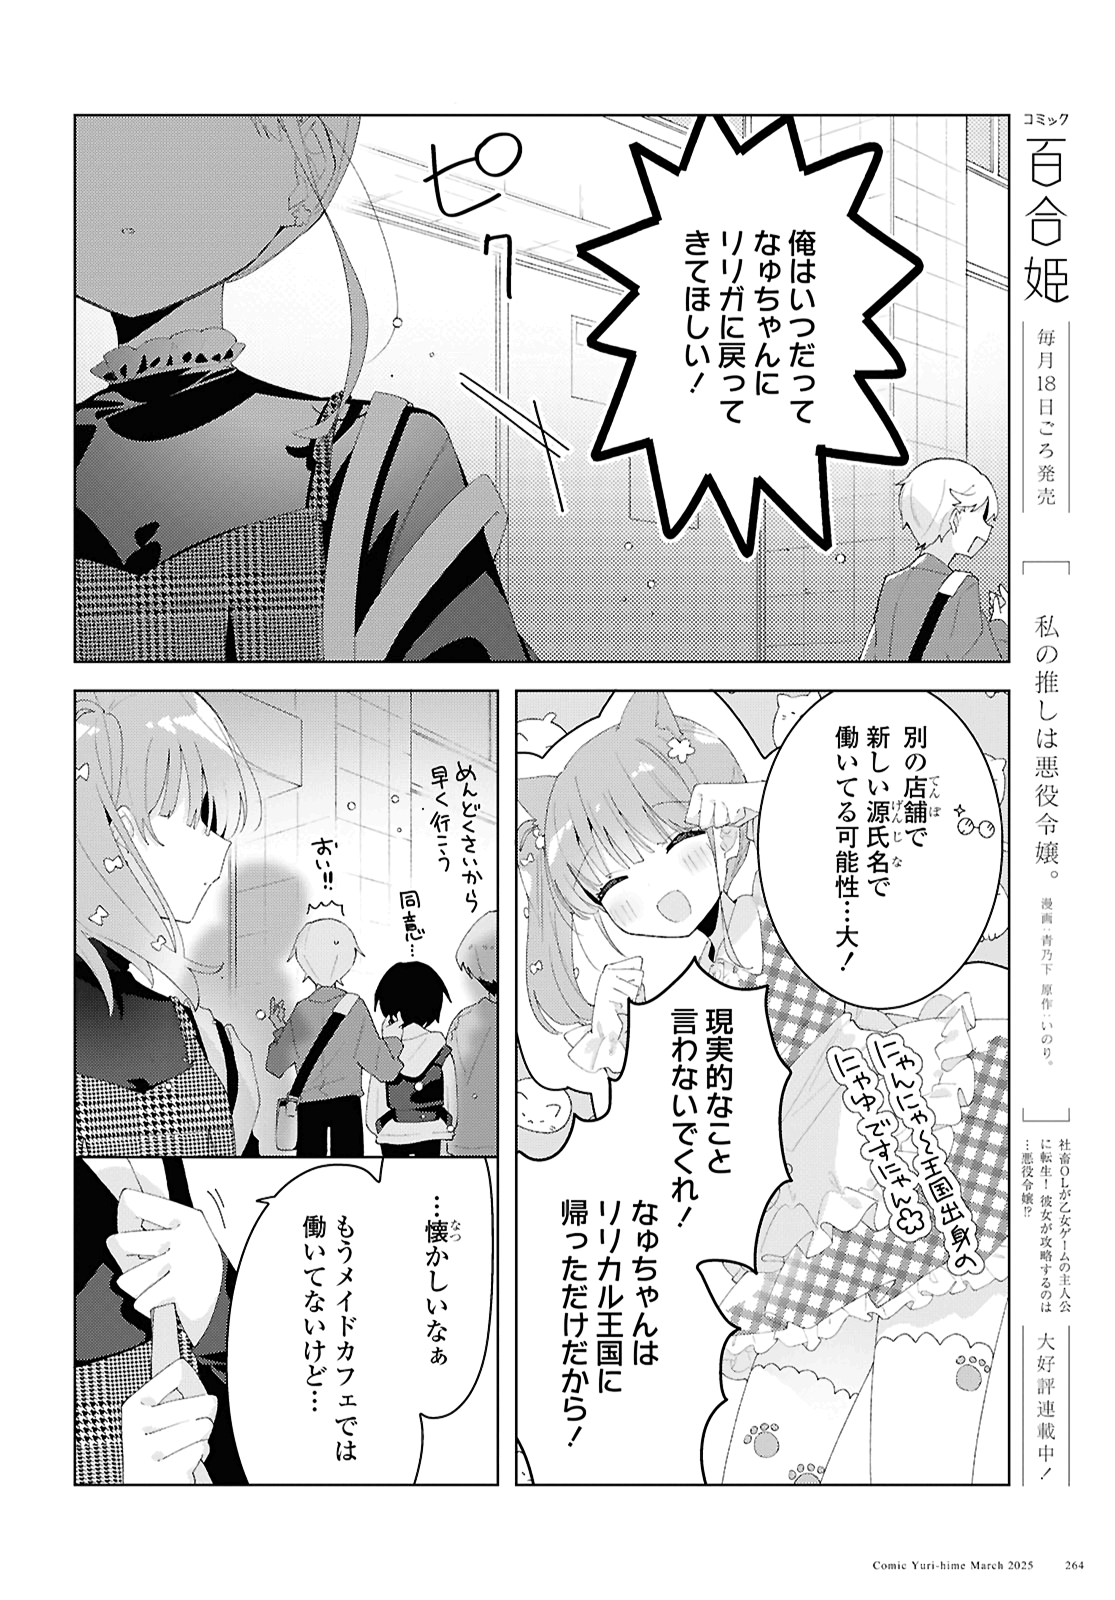 俺はいつだって
なゅちゃんに
リリガに戻って
きてほしい!
ピ
ク
別の店舗で
てんぽ
新しい源氏名で
げんじな
働いてる可能性…大!
現実的なこと
言わないでくれ!
なゅちゃんは
リリカル王国に
帰っただけだから!
にゃんにゃ〜王国出身の
にゃゆですにゃん
めんどくさいから
早く行こう
同意…
おい!!
…懐かしいなぁ
なつ
もうメイドカフェでは
働いてないけど…
コミック
百合姫
毎月18日ごろ発売
私の推しは悪役令嬢。
漫画:青乃下 原作:いのり。
社畜OLが乙女ゲームの主人公
に転生! 彼女が攻略するのは
…悪役令嬢!?
大好評連載中!
Comic Yuri-hime March 2025
264